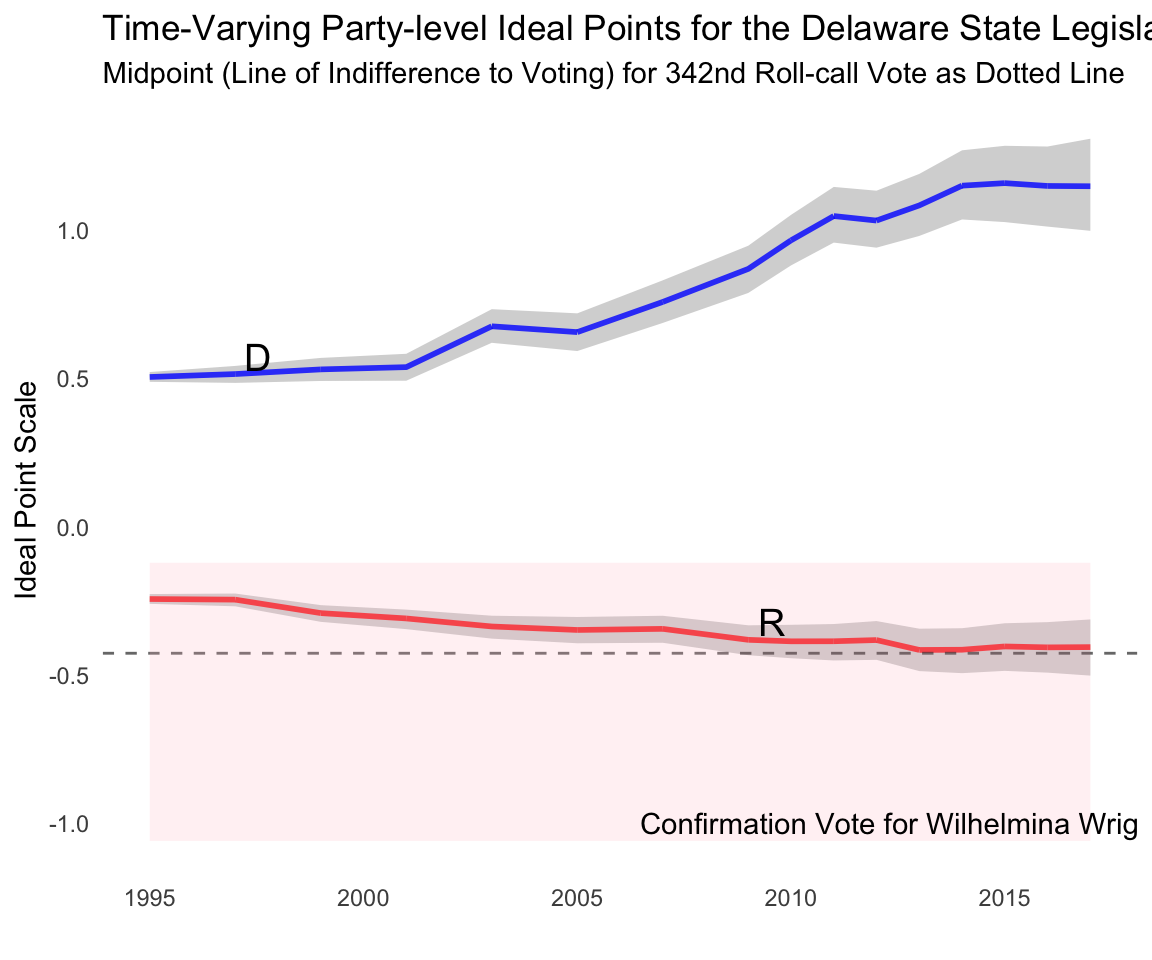 Time-Varying Party-level Ideal Points for the Delaware State Legisla
Midpoint (Line of Indifference to Voting) for 342nd Roll-call Vote as Dotted Line
Ideal Point Scale
1.0
0.5
0.0
-0.5
-1.0
D
R
Confirmation Vote for Wilhelmina Wrig
1995
2000
2005
2010
2015